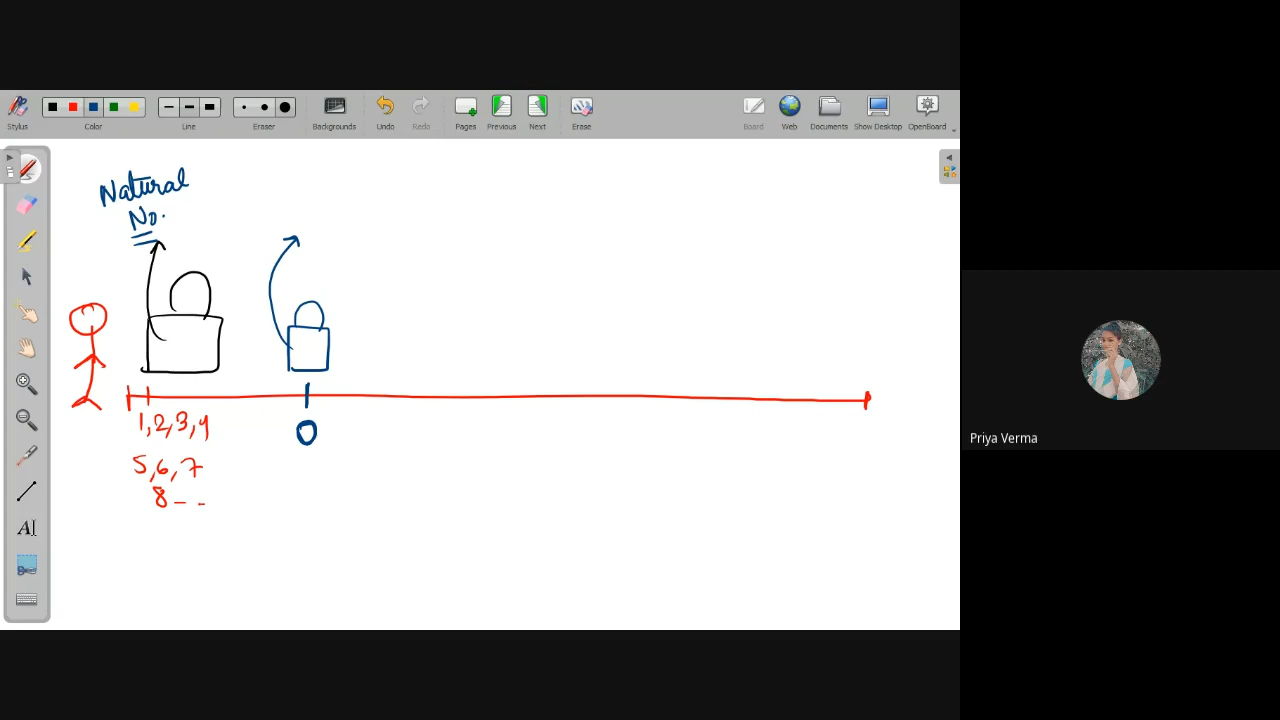 Stylus
Color
Line
Eraser
Backgrounds
Undo
Redo
Pages
Previous
Next
Erase
Board
Web
Documents
Show Desktop
OpenBoard
Natural
No.
1, 2, 3, 4
0
5, 6, 7
8 - -
Priya Verma